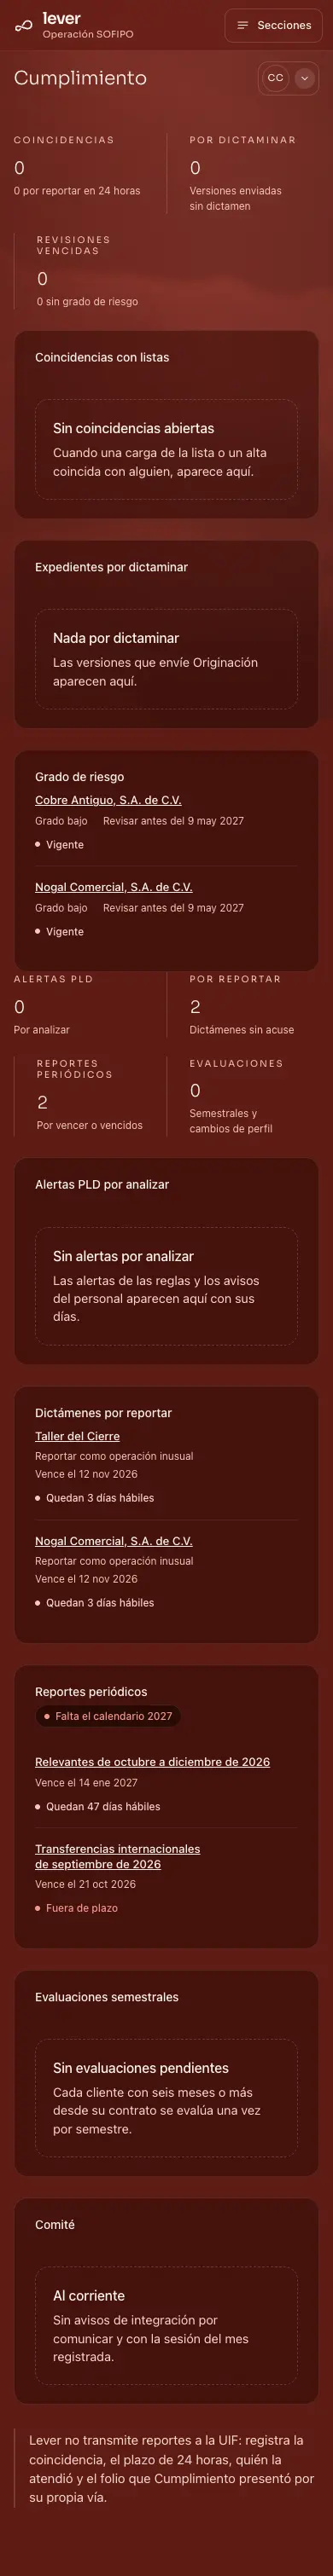 lever
Operación SOFIPO
Secciones
Cumplimiento
CC
COINCIDENCIAS
0
0 por reportar en 24 horas
POR DICTAMINAR
0
Versiones enviadas
sin dictamen
REVISIONES
VENCIDAS
0
0 sin grado de riesgo
Coincidencias con listas
Sin coincidencias abiertas
Cuando una carga de la lista o un alta
coincida con alguien, aparece aquí.
Expedientes por dictaminar
Nada por dictaminar
Las versiones que envíe Originación
aparecen aquí.
Grado de riesgo
Cobre Antiguo, S.A. de C.V.
Grado bajo Revisar antes del 9 may 2027
Vigente
Nogal Comercial, S.A. de C.V.
Grado bajo Revisar antes del 9 may 2027
Vigente
ALERTAS PLD
0
Por analizar
POR REPORTAR
2
Dictámenes sin acuse
REPORTES
PERIÓDICOS
2
Por vencer o vencidos
EVALUACIONES
0
Semestrales y
cambios de perfil
Alertas PLD por analizar
Sin alertas por analizar
Las alertas de las reglas y los avisos
del personal aparecen aquí con sus
días.
Dictámenes por reportar
Taller del Cierre
Reportar como operación inusual
Vence el 12 nov 2026
Quedan 3 días hábiles
Nogal Comercial, S.A. de C.V.
Reportar como operación inusual
Vence el 12 nov 2026
Quedan 3 días hábiles
Reportes periódicos
Falta el calendario 2027
Relevantes de octubre a diciembre de 2026
Vence el 14 ene 2027
Quedan 47 días hábiles
Transferencias internacionales
de septiembre de 2026
Vence el 21 oct 2026
Fuera de plazo
Evaluaciones semestrales
Sin evaluaciones pendientes
Cada cliente con seis meses o más
desde su contrato se evalúa una vez
por semestre.
Comité
Al corriente
Sin avisos de integración por
comunicar y con la sesión del mes
registrada.
Lever no transmite reportes a la UIF: registra la
coincidencia, el plazo de 24 horas, quién la
atendió y el folio que Cumplimiento presentó por
su propia vía.